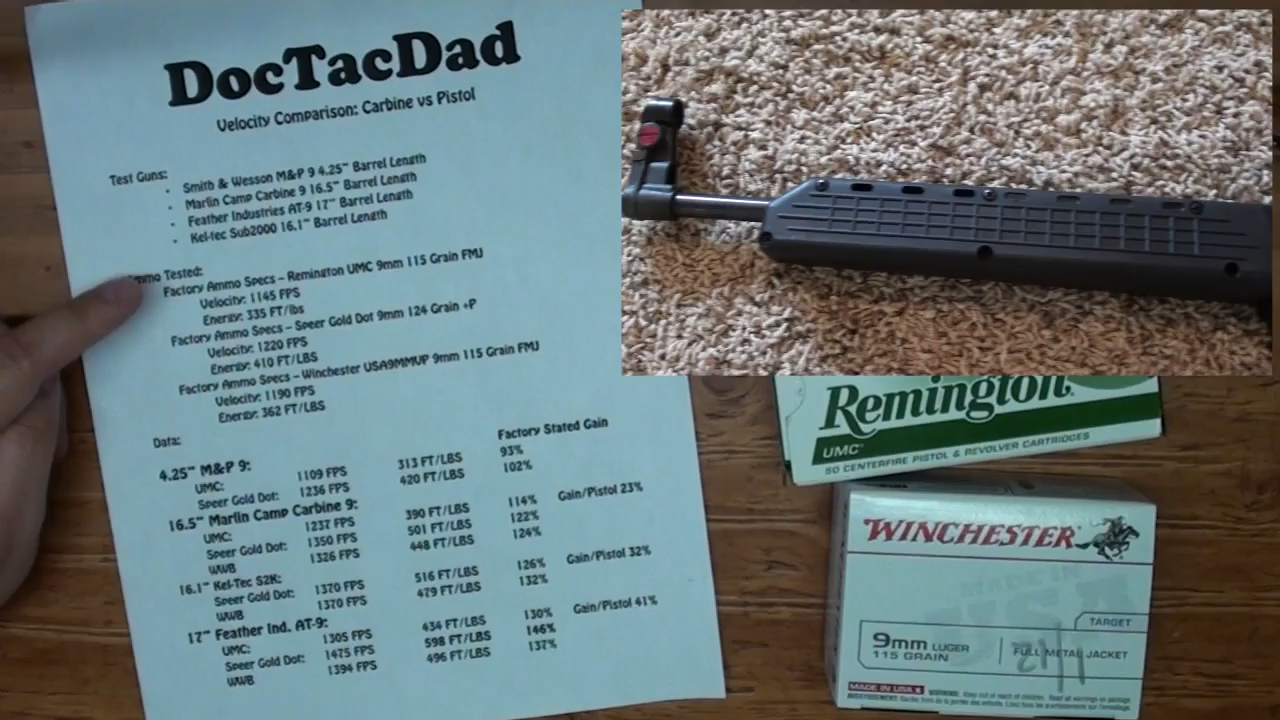 DocTacDad
Velocity Comparison: Carbine vs Pistol
Test Guns:
• Smith & Wesson M&P 9 4.25" Barrel Length
• Marlin Camp Carbine 9 16.5" Barrel Length
• Feather Industries AT-9 17" Barrel Length
• Kel-tec Sub2000 16.1" Barrel Length
Ammo Tested:
Factory Ammo Specs – Remington UMC 9mm 115 Grain FMJ
Velocity: 1145 FPS
Energy: 335 FT/lbs
Factory Ammo Specs – Speer Gold Dot 9mm 124 Grain +P
Velocity: 1220 FPS
Energy: 410 FT/LBS
Factory Ammo Specs – Winchester USA9MMVP 9mm 115 Grain FMJ
Velocity: 1190 FPS
Energy: 362 FT/LBS
Data: Factory Stated Gain
4.25" M&P 9:
UMC: 1109 FPS 313 FT/LBS 93%
Speer Gold Dot: 1236 FPS 420 FT/LBS 102%
16.5" Marlin Camp Carbine 9:
UMC: 1237 FPS 390 FT/LBS 114% Gain/Pistol 23%
Speer Gold Dot: 1350 FPS 501 FT/LBS 122%
WWB 1326 FPS 448 FT/LBS 124%
16.1" Kel-Tec S2K:
Speer Gold Dot: 1370 FPS 516 FT/LBS 126% Gain/Pistol 32%
WWB 1370 FPS 479 FT/LBS 132%
17" Feather Ind. AT-9:
UMC: 1305 FPS 434 FT/LBS 130% Gain/Pistol 41%
Speer Gold Dot: 1475 FPS 598 FT/LBS 146%
WWB 1394 FPS 496 FT/LBS 137%
Remington
UMC
50 CENTERFIRE PISTOL & REVOLVER CARTRIDGES
WINCHESTER
TARGET
9mm LUGER
115 GRAIN
FULL METAL JACKET
MADE IN USA